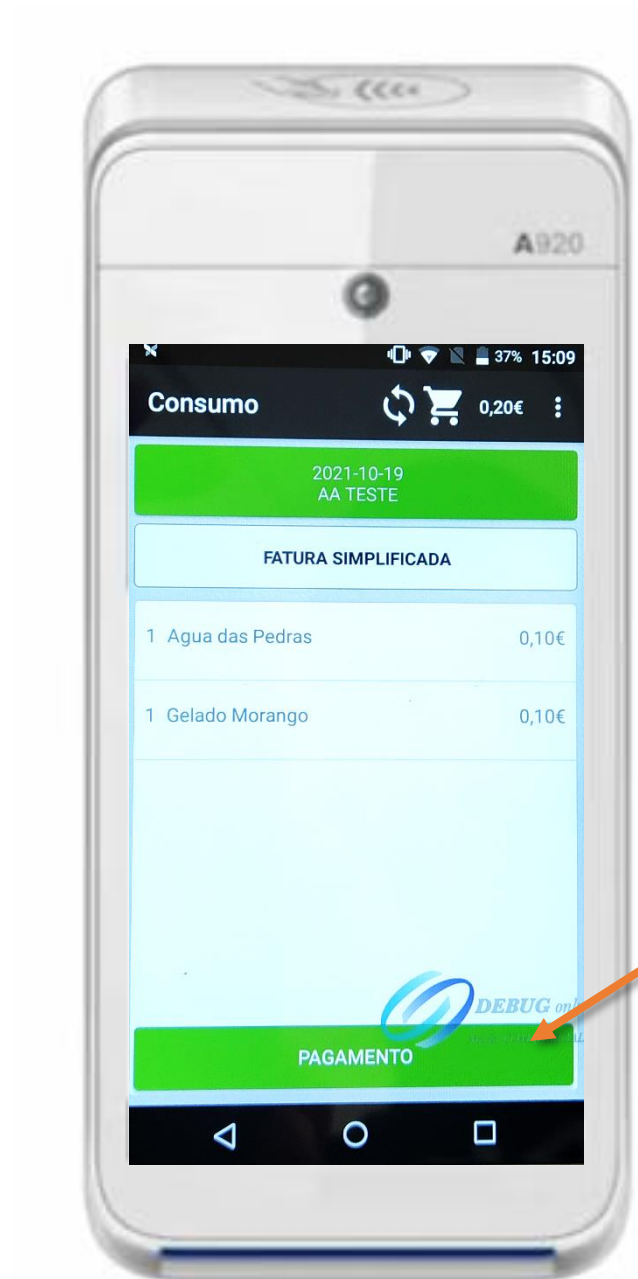 A920
37% 15:09
Consumo 0,20€
2021-10-19
AA TESTE
FATURA SIMPLIFICADA
1 Agua das Pedras 0,10€
1 Gelado Morango 0,10€
DEBUG
PAGAMENTO